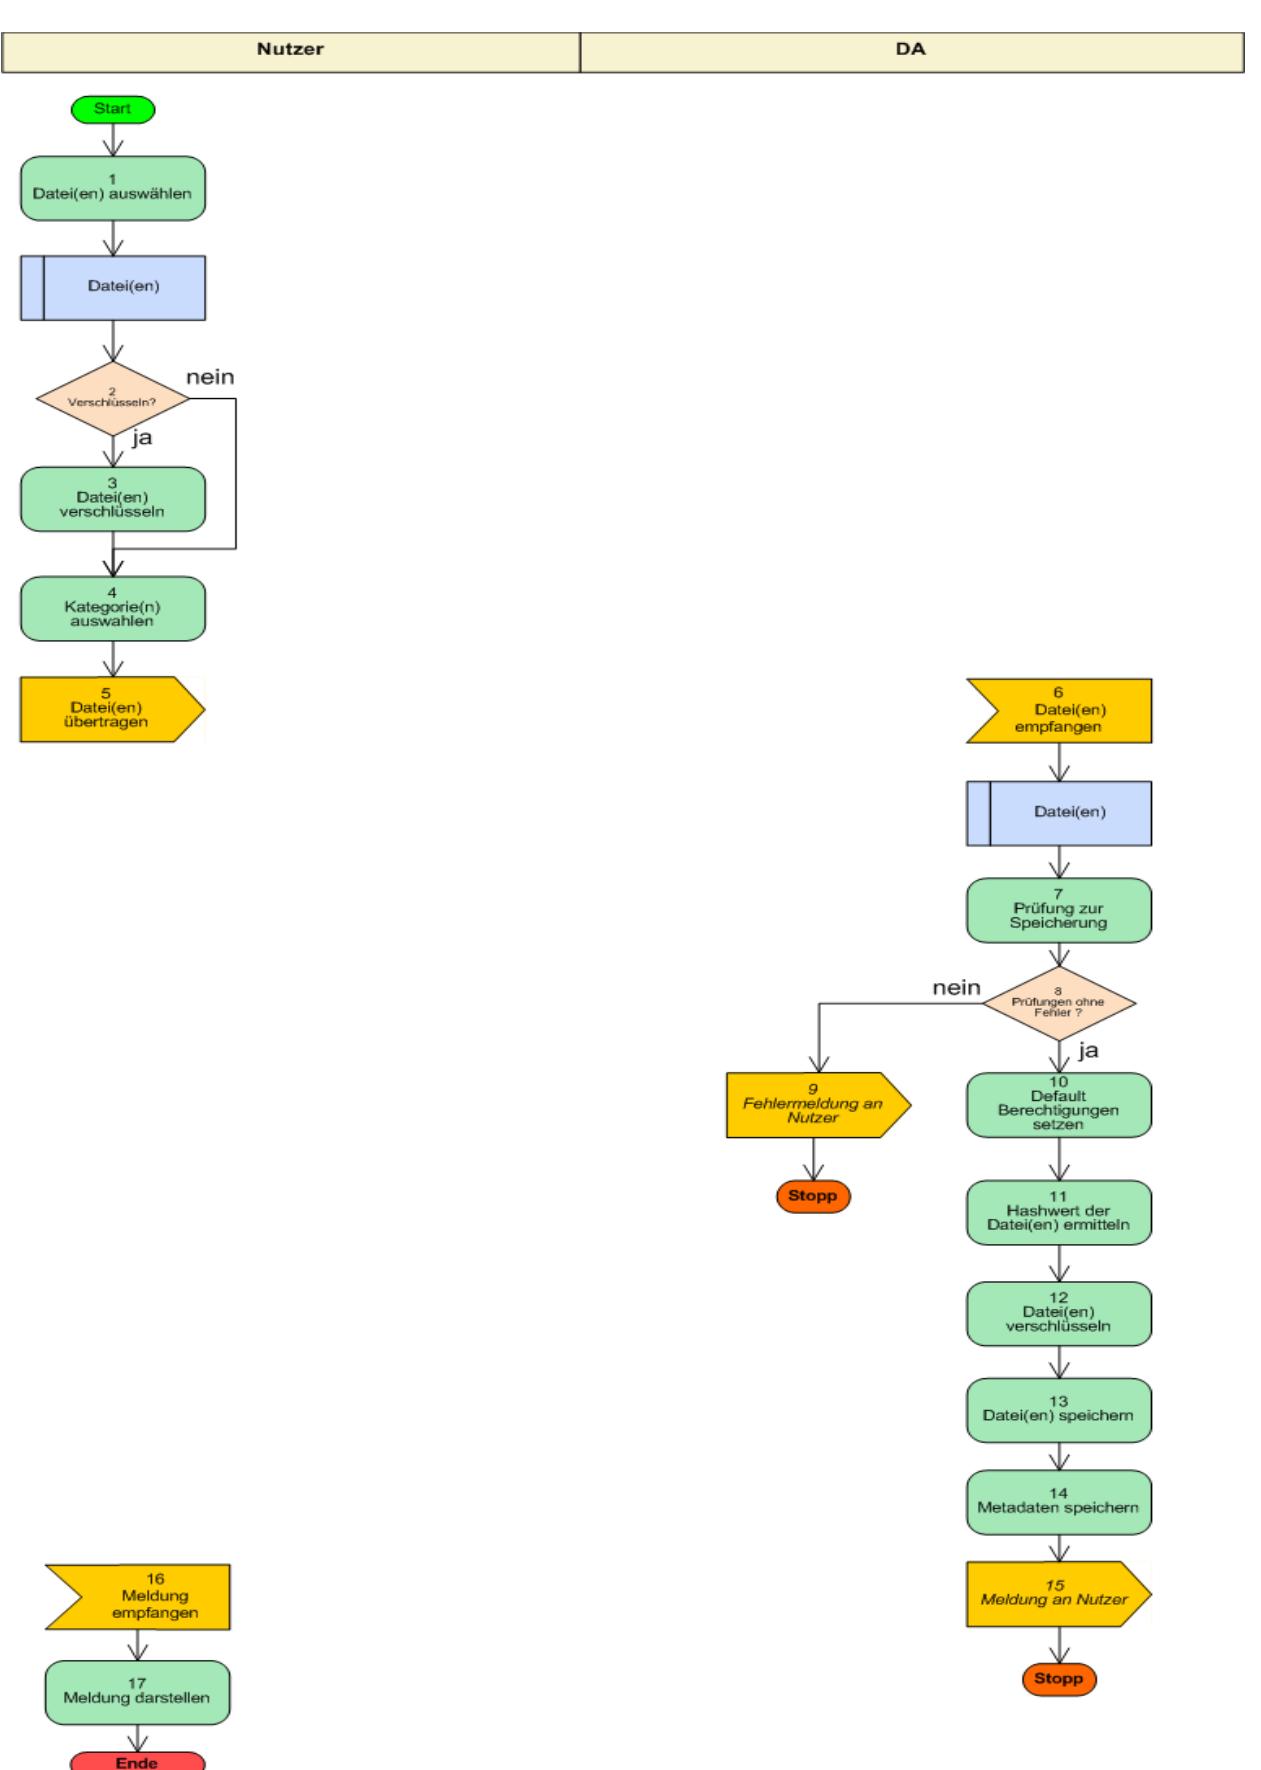 Nutzer
DA
Start
1
Datei(en) auswählen
Datei(en)
nein
2
Verschlüsseln?
ja
3
Datei(en)
verschlüsseln
4
Kategorie(n)
auswahlen
5
Datei(en)
übertragen
6
Datei(en)
empfangen
Datei(en)
7
Prüfung zur
Speicherung
nein
8
Prüfungen ohne
Fehler ?
ja
9
Fehlermeldung an
Nutzer
Stopp
10
Default
Berechtigungen
setzen
11
Hashwert der
Datei(en) ermitteln
12
Datei(en)
verschlüsseln
13
Datei(en) speichern
14
Metadaten speichern
15
Meldung an Nutzer
Stopp
16
Meldung
empfangen
17
Meldung darstellen
Ende